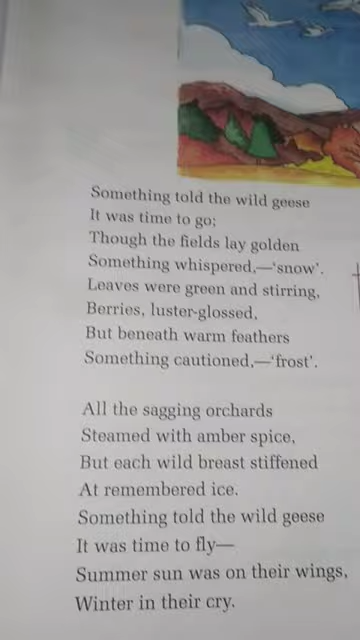 Something told the wild geese
It was time to go;
Though the fields lay golden
Something whispered,—‘snow’.
Leaves were green and stirring,
Berries, luster-glossed,
But beneath warm feathers
Something cautioned,—‘frost’.
All the sagging orchards
Steamed with amber spice,
But each wild breast stiffened
At remembered ice.
Something told the wild geese
It was time to fly—
Summer sun was on their wings,
Winter in their cry.